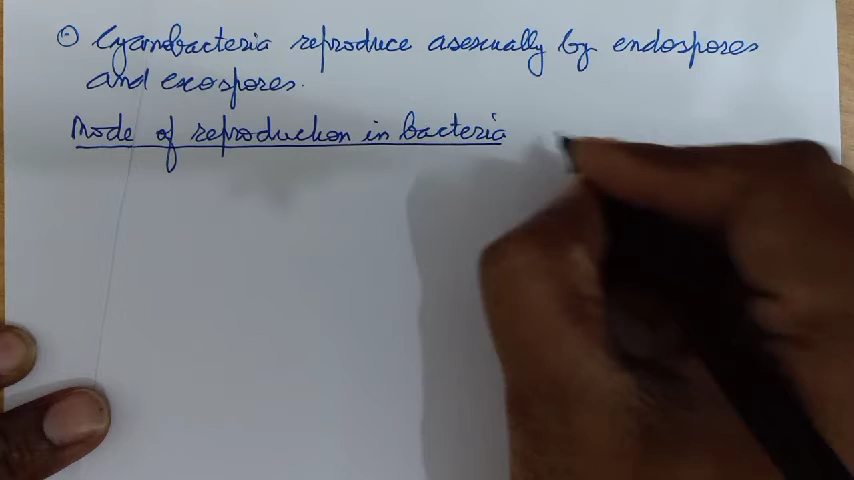 ⊙ Cyanobacteria reproduce asexually by endospores
and exospores.
Mode of reproduction in bacteria